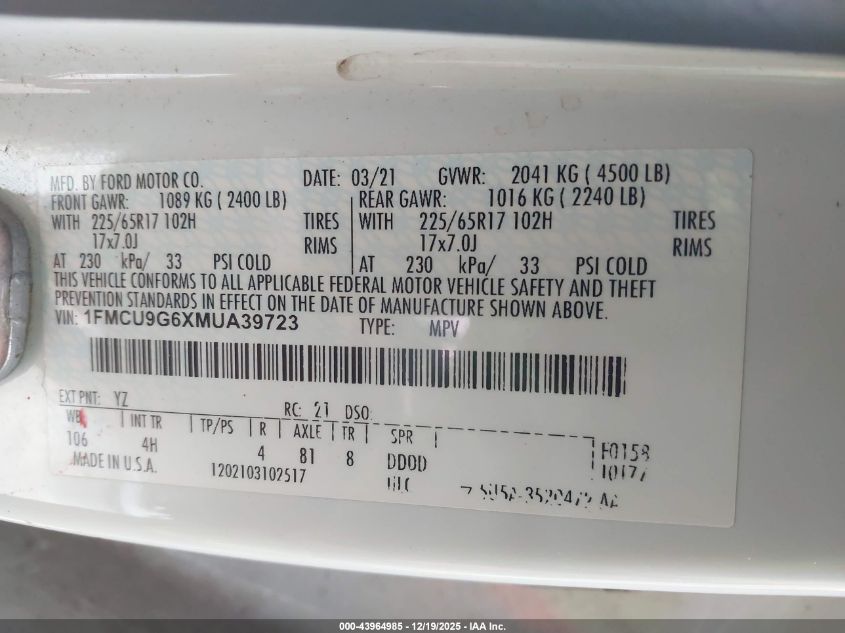 MFD. BY FORD MOTOR CO. DATE: 03/21 GVWR: 2041 KG ( 4500 LB)
FRONT GAWR: 1089 KG ( 2400 LB) REAR GAWR: 1016 KG ( 2240 LB)
WITH 225/65R17 102H TIRES WITH 225/65R17 102H TIRES
17x7.0J RIMS 17x7.0J RIMS
AT 230 kPa/ 33 PSI COLD AT 230 kPa/ 33 PSI COLD
THIS VEHICLE CONFORMS TO ALL APPLICABLE FEDERAL MOTOR VEHICLE SAFETY AND THEFT
PREVENTION STANDARDS IN EFFECT ON THE DATE OF MANUFACTURE SHOWN ABOVE.
VIN: 1FMCU9G6XMUA39723 TYPE: MPV
EXT PNT: YZ RC: 21 DSO:
WB INT TR TP/PS R AXLE TR SPR
106 4H 4 81 8 DDDD F0158
MADE IN U.S.A. 1202103102517 10177
000-43964985 - 12/19/2025 - IAA Inc.